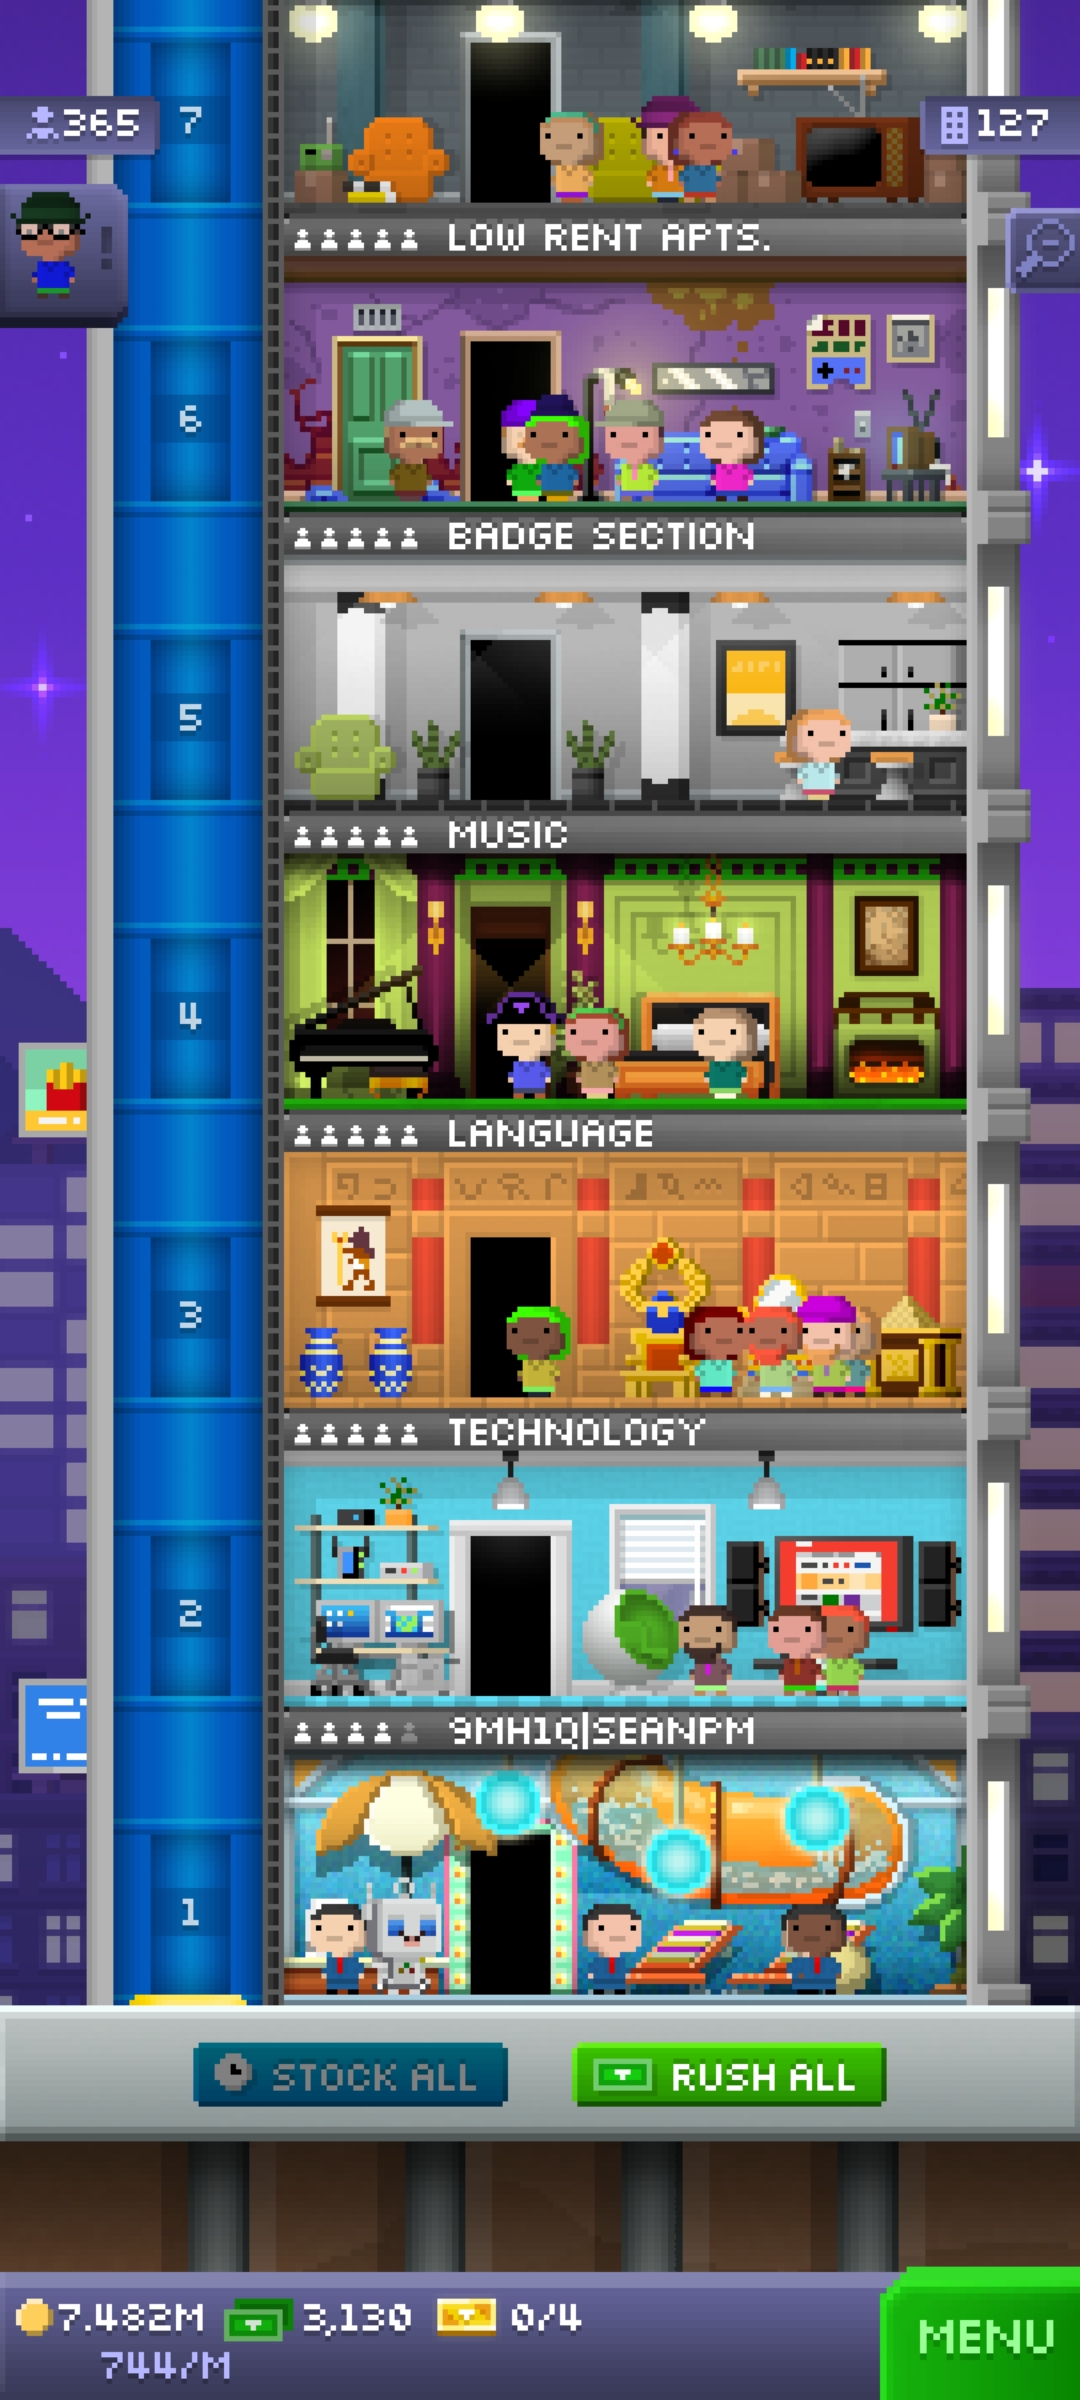 7
365
127
LOW RENT APTS.
6
BADGE SECTION
5
MUSIC
4
LANGUAGE
3
TECHNOLOGY
2
9MH1Q|SEANPM
1
STOCK ALL
RUSH ALL
7.482M 3,130 0/4
744/M
MENU